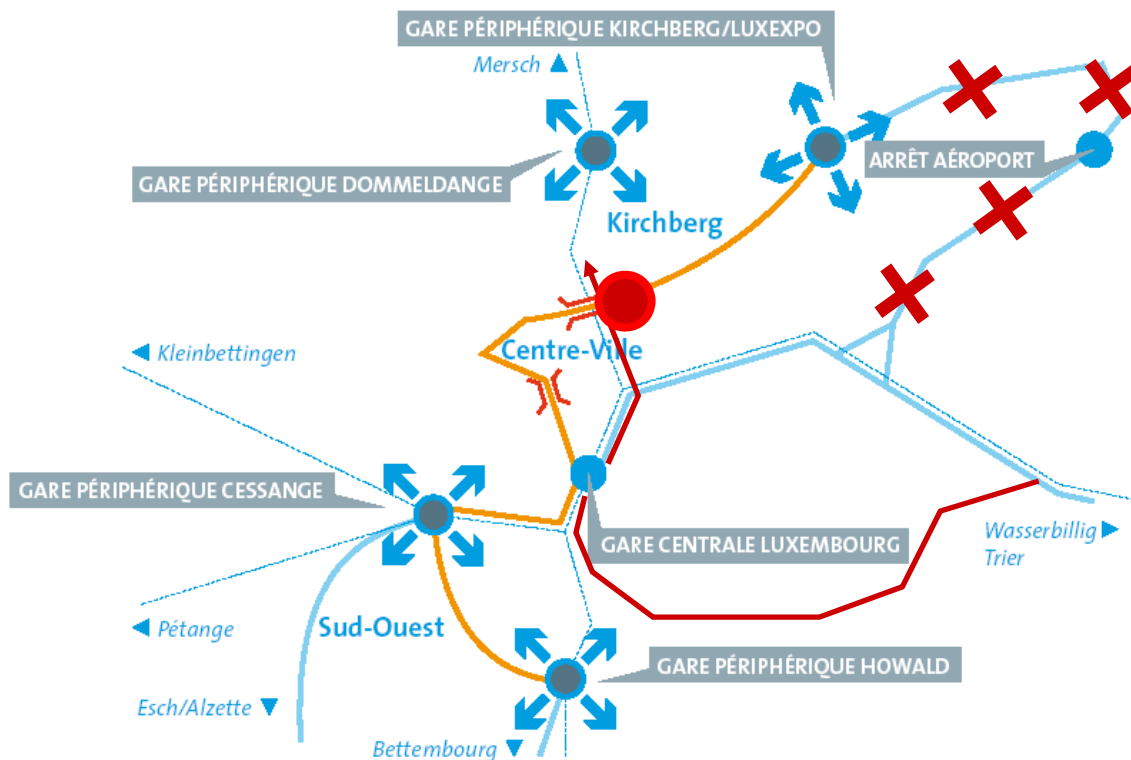 GARE PÉRIPHÉRIQUE KIRCHBERG/LUXEXPO
Mersch
ARRÊT AÉROPORT
GARE PÉRIPHÉRIQUE DOMMELDANGE
Kirchberg
Kleinbettingen
Centre-Ville
GARE PÉRIPHÉRIQUE CESSANGE
GARE CENTRALE LUXEMBOURG
Wasserbillig
Trier
Pétange
Sud-Ouest
GARE PÉRIPHÉRIQUE HOWALD
Esch/Alzette
Bettembourg